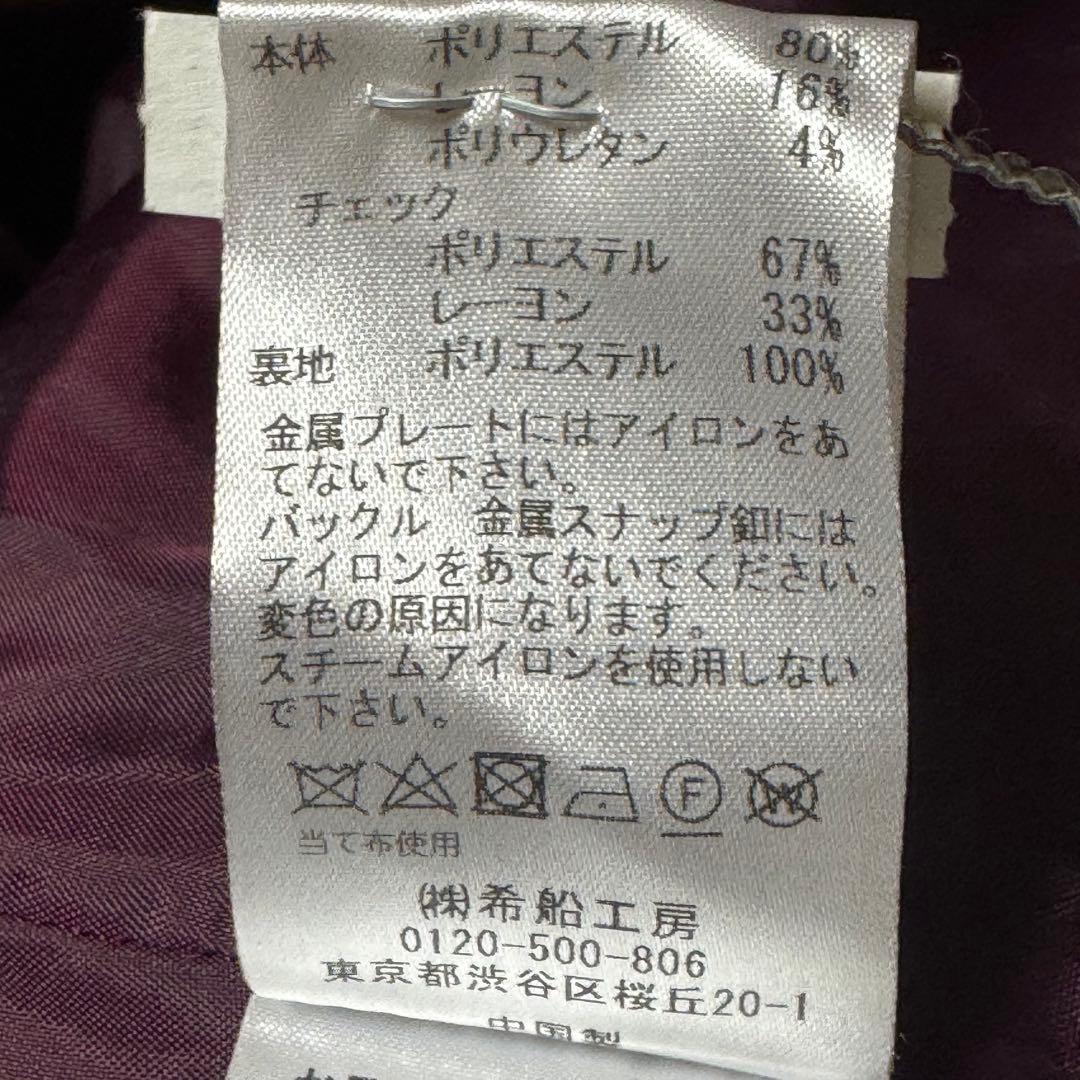 本体 ポリエステル 80%
レーヨン 16%
ポリウレタン 4%
チェック
ポリエステル 67%
レーヨン 33%
裏地 ポリエステル 100%
金属プレートにはアイロンをあ
てないで下さい。
バックル 金属スナップ釦には
アイロンをあてないでください。
変色の原因になります。
スチームアイロンを使用しない
で下さい。
F W
当て布使用
㈱希船工房
0120-500-806
東京都渋谷区桜丘20-1
中国製